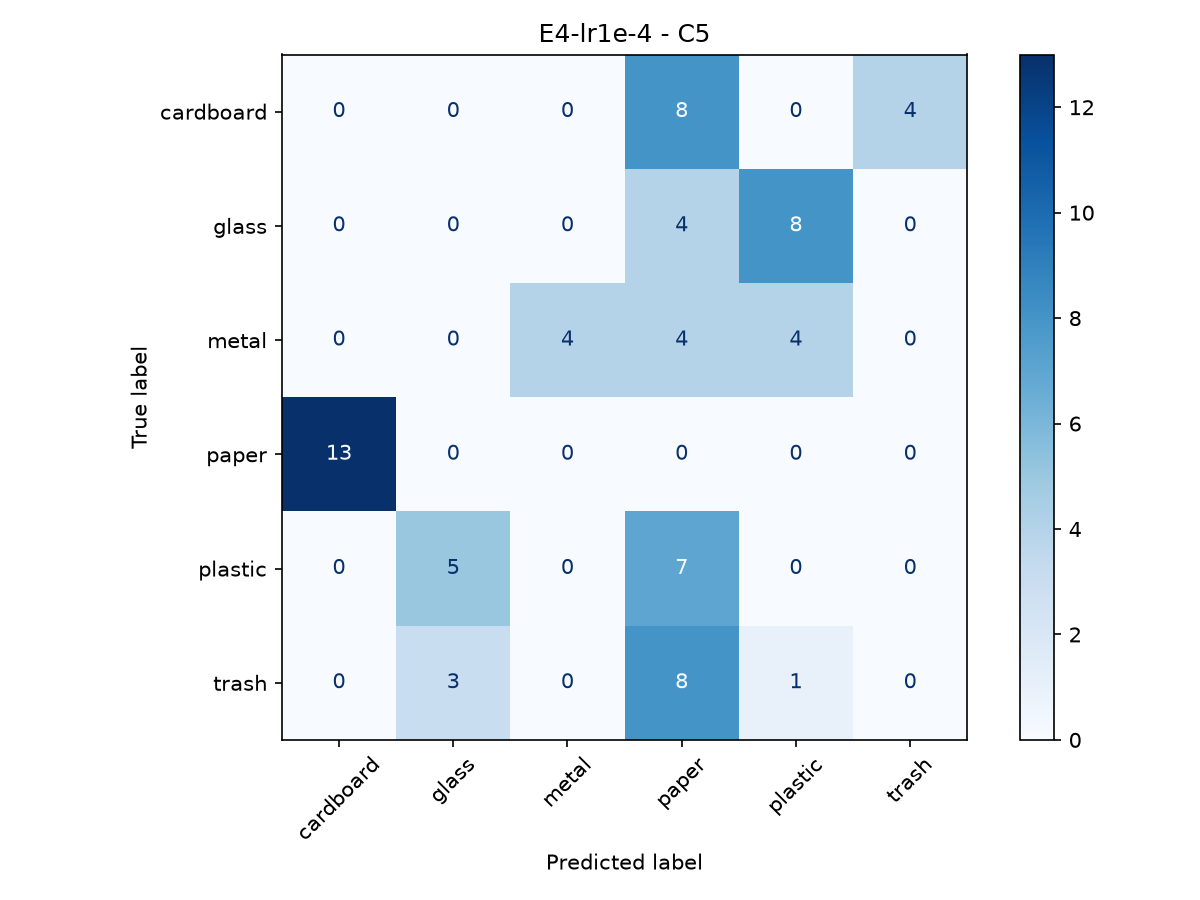 E4-lr1e-4 - C5
cardboard 0 0 0 8 0 4
glass 0 0 0 4 8 0
metal 0 0 4 4 4 0
paper 13 0 0 0 0 0
plastic 0 5 0 7 0 0
trash 0 3 0 8 1 0
True label
cardboard glass metal paper plastic trash
Predicted label
12
10
8
6
4
2
0